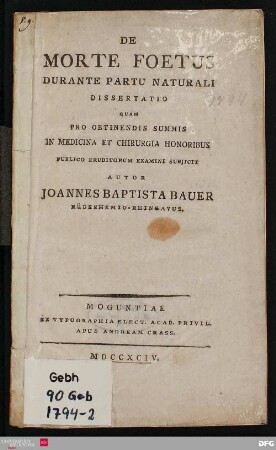 DE
MORTE FOETUS
DURANTE PARTU NATURALI
DISSERTATIO
QUAM
PRO OBTINENDIS SUMMIS
IN MEDICINA ET CHIRURGIA HONORIBUS
PUBLICO ERUDITORUM EXAMINI SUBJICIT
AUTOR
JOANNES BAPTISTA BAUER
RÜDESHEMIO-RHINGAVUS.
MOGUNTIAE
EX TYPOGRAPHIA ELECT. ACAD. PRIVIL.
APUD ANDREAM CRASS.
MDCCXCIV.
Gebh
90 Geb
1794-2
DFG